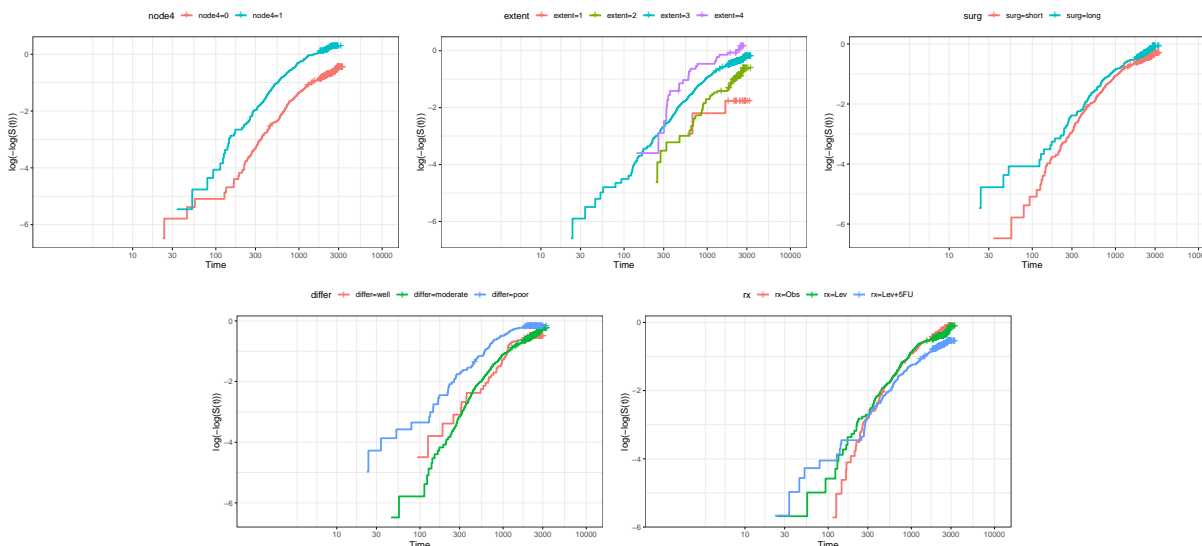 node4 node4=0 node4=1
extent extent=1 extent=2 extent=3 extent=4
surg surg=short surg=long
log(−log(S(t)))
0
−2
−4
−6
10 30 100 300 1000 3000 10000
Time
log(−log(S(t)))
0
−2
−4
−6
10 30 100 300 1000 3000 10000
Time
log(−log(S(t)))
0
−2
−4
−6
10 30 100 300 1000 3000
Time
differ differ=well differ=moderate differ=poor
rx rx=Obs rx=Lev rx=Lev+5FU
log(−log(S(t)))
0
−2
−4
−6
10 30 100 300 1000 3000 10000
Time
log(−log(S(t)))
0
−2
−4
−6
10 30 100 300 1000 3000 10000
Time